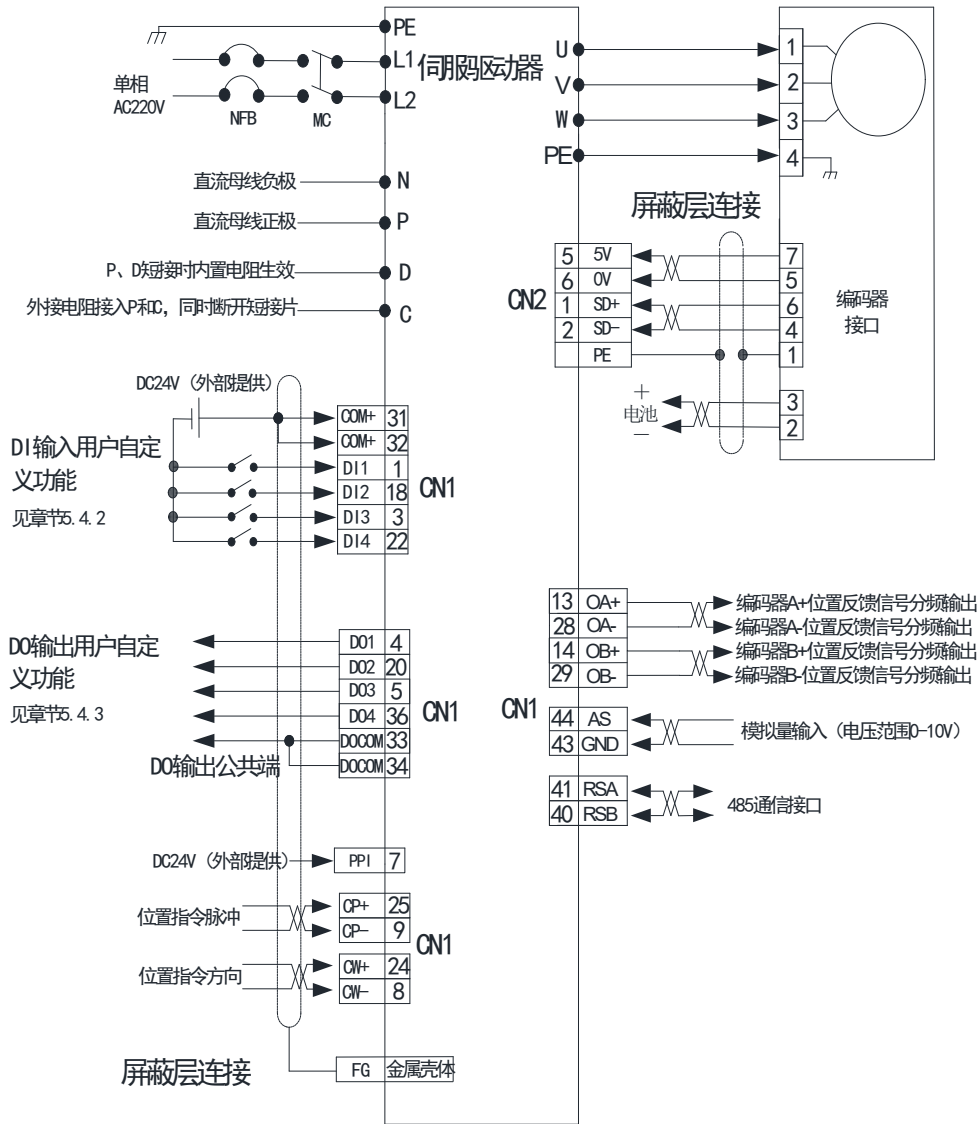 PE
L1
伺服驱动器
单相
AC220V
L2
NFB
MC
直流母线负极
N
直流母线正极
P
P、D短接时内置电阻生效
D
外接电阻接入P和C，同时断开短接片
C
U
V
W
PE
1
2
3
4
屏蔽层连接
CN2
5 5V
6 0V
1 SD+
2 SD-
PE
7
5
6
4
1
3
2
编码器
接口
+
电池
-
DC24V（外部提供）
DI输入用户自定
义功能
见章节5.4.2
COM+ 31
COM+ 32
DI1 1
DI2 18
DI3 3
DI4 22
CN1
DO输出用户自定
义功能
见章节5.4.3
DO输出公共端
DO1 4
DO2 20
DO3 5
DO4 36
DOCOM 33
DOCOM 34
CN1
DC24V（外部提供）
PPI 7
位置指令脉冲
CP+ 25
CP- 9
CN1
位置指令方向
CW+ 24
CW- 8
屏蔽层连接
FG 金属壳体
CN1
13 OA+ 编码器A+位置反馈信号分频输出
28 OA- 编码器A-位置反馈信号分频输出
14 OB+ 编码器B+位置反馈信号分频输出
29 OB- 编码器B-位置反馈信号分频输出
44 AS
43 GND
模拟量输入（电压范围0-10V）
41 RSA
40 RSB
485通信接口